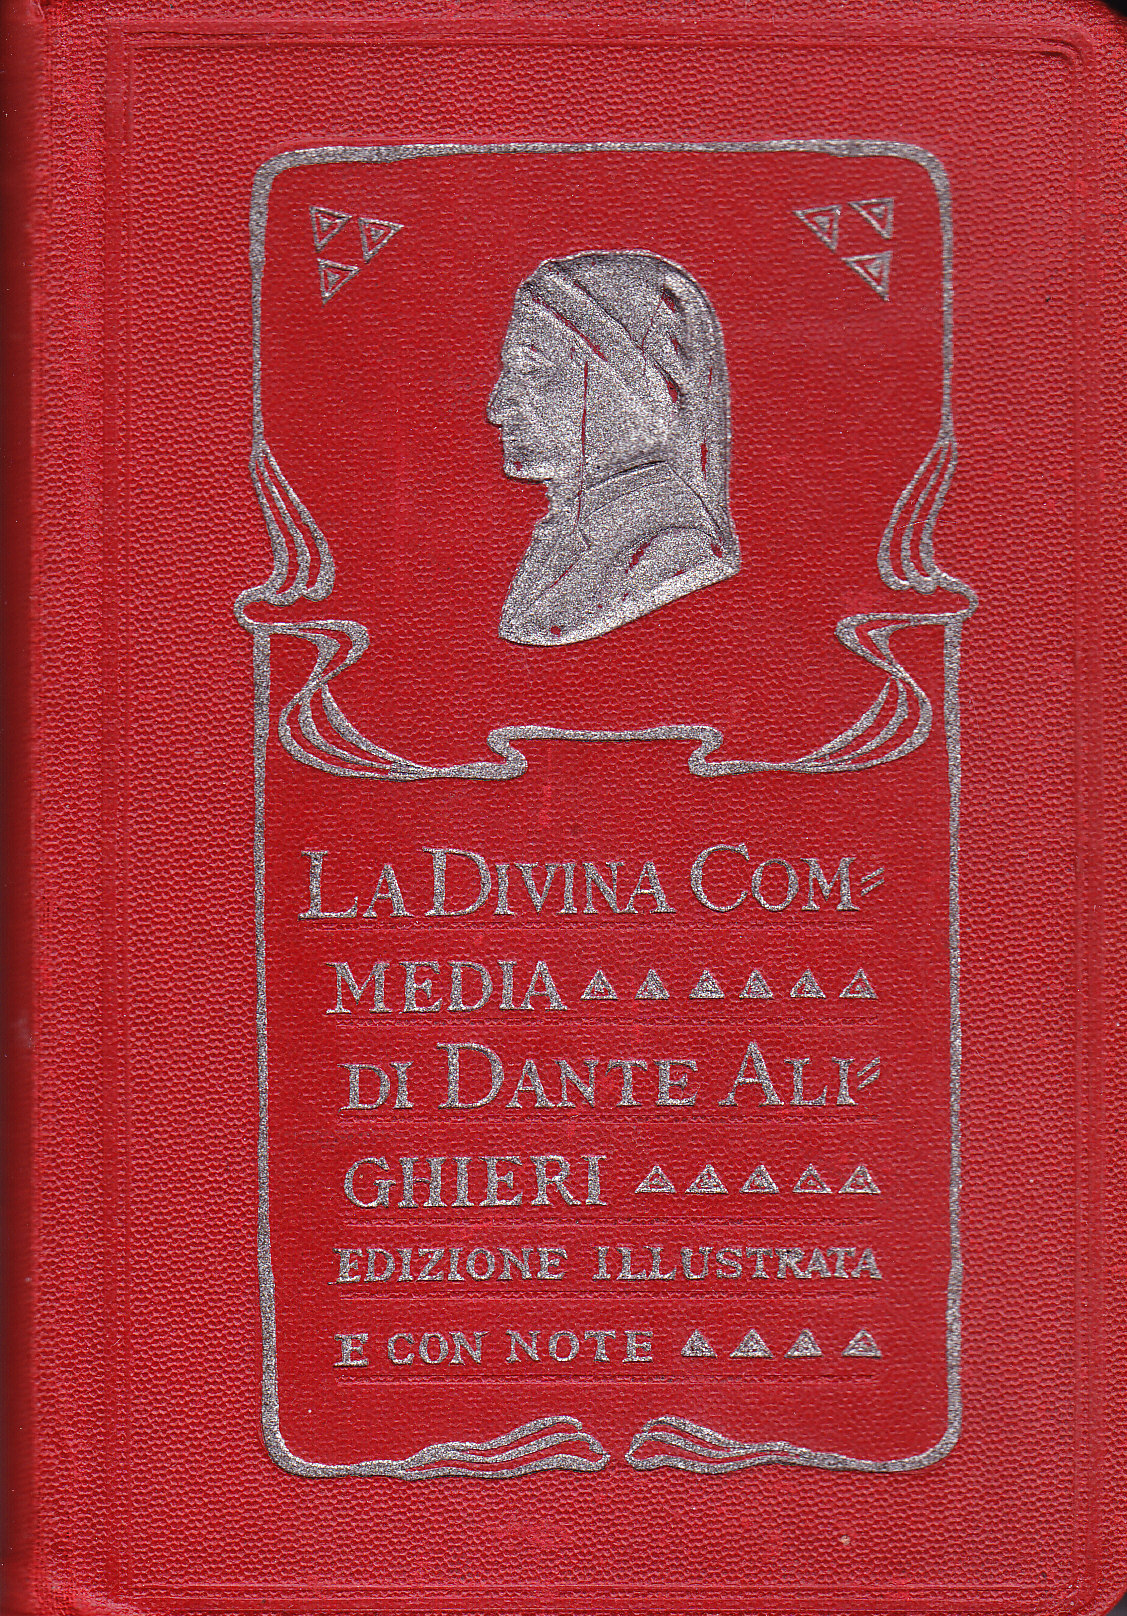 LA DIVINA COM=
MEDIA
DI DANTE ALI=
GHIERI
EDIZIONE ILLUSTRATA
E CON NOTE